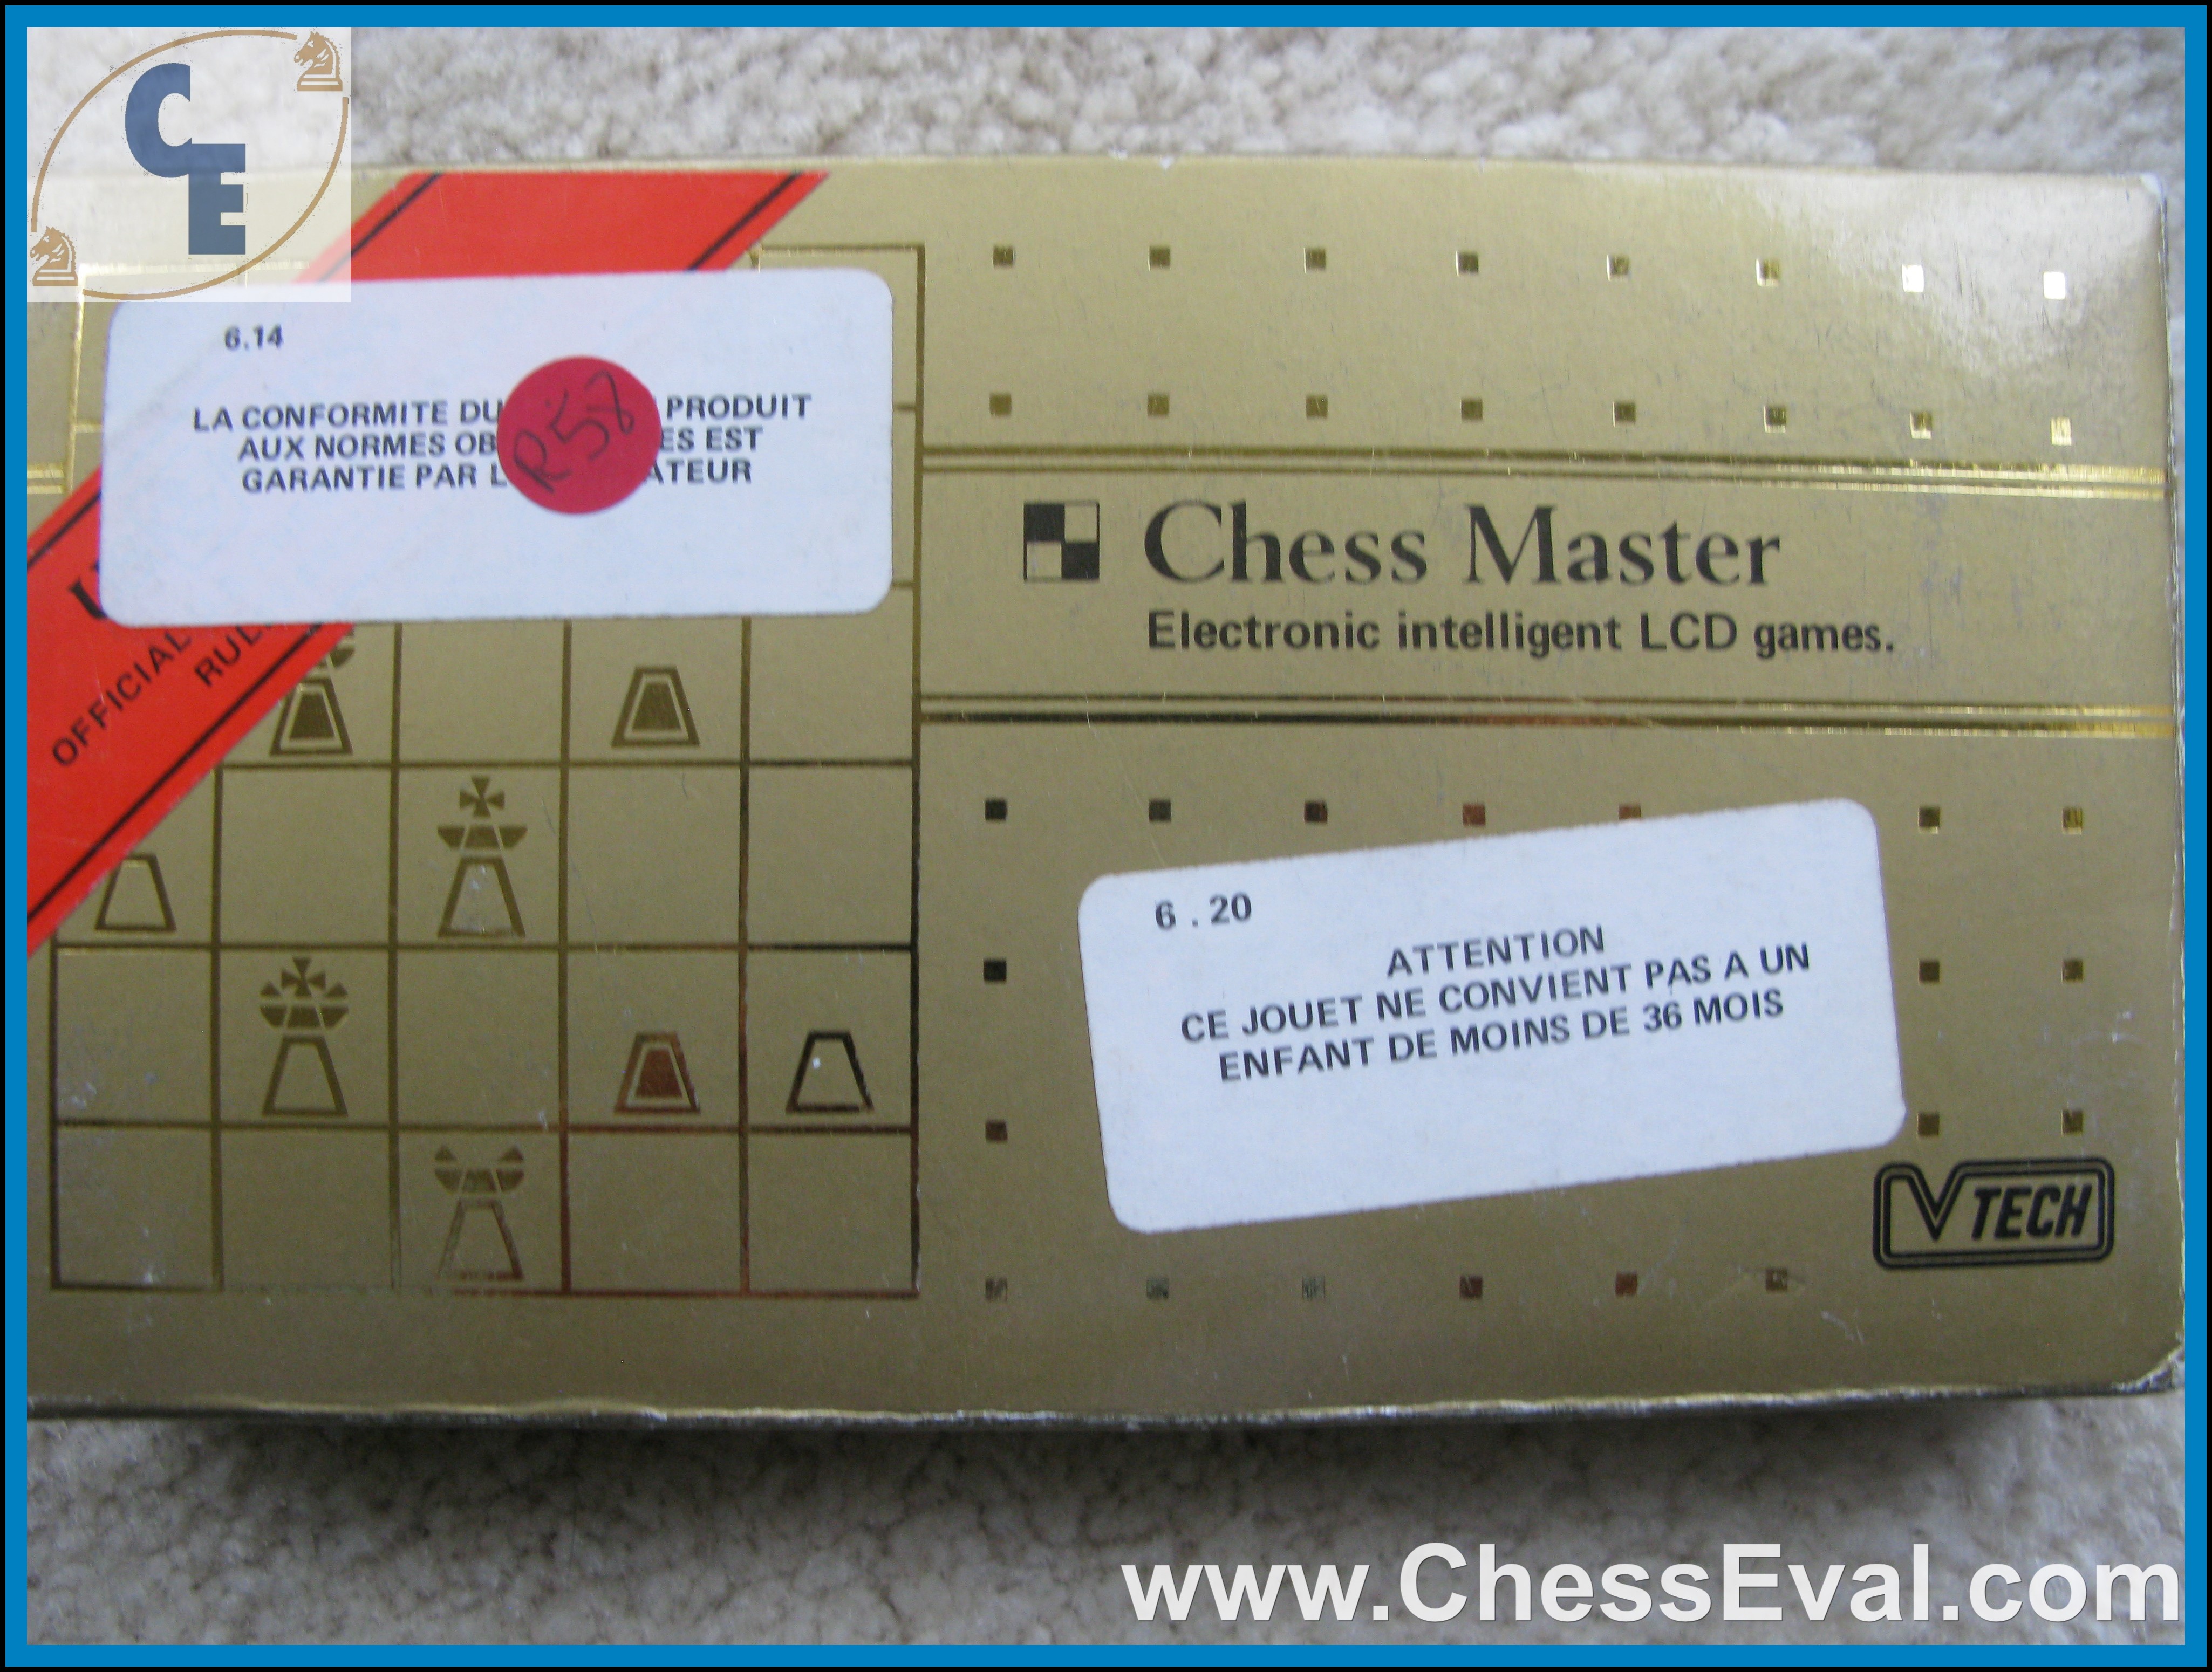 CE
6.14
LA CONFORMITE DU PRODUIT
AUX NORMES OB ES EST
GARANTIE PAR L ATEUR
R57
OFFICIAL
RUL
Chess Master
Electronic intelligent LCD games.
6 . 20
ATTENTION
CE JOUET NE CONVIENT PAS A UN
ENFANT DE MOINS DE 36 MOIS
VTECH
www.ChessEval.com